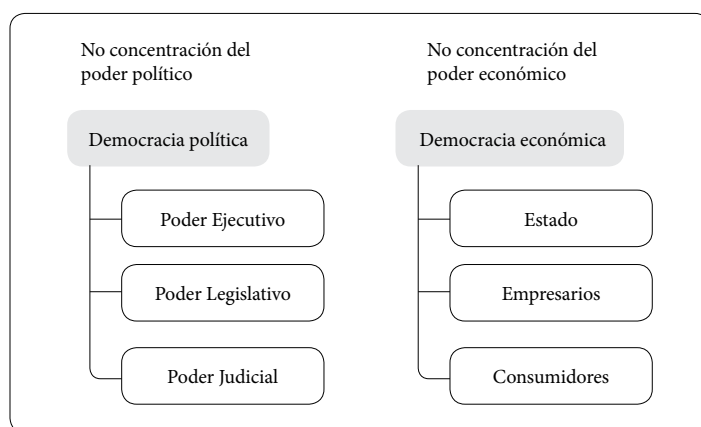 No concentración del
poder político
Democracia política
Poder Ejecutivo
Poder Legislativo
Poder Judicial
No concentración del
poder económico
Democracia económica
Estado
Empresarios
Consumidores